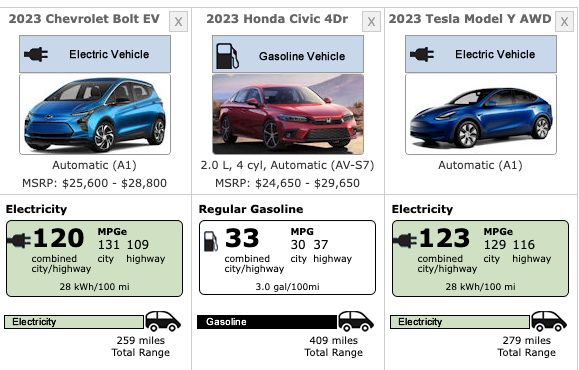 2023 Chevrolet Bolt EV X
Electric Vehicle
Automatic (A1)
MSRP: $25,600 - $28,800
Electricity
120
combined
city/highway
MPGe
131 109
city highway
28 kWh/100 mi
Electricity
259 miles
Total Range
2023 Honda Civic 4Dr X
Gasoline Vehicle
2.0 L, 4 cyl, Automatic (AV-S7)
MSRP: $24,650 - $29,650
Regular Gasoline
33
combined
city/highway
MPG
30 37
city highway
3.0 gal/100mi
Gasoline
409 miles
Total Range
2023 Tesla Model Y AWD X
Electric Vehicle
Automatic (A1)
Electricity
123
combined
city/highway
MPGe
129 116
city highway
28 kWh/100 mi
Electricity
279 miles
Total Range